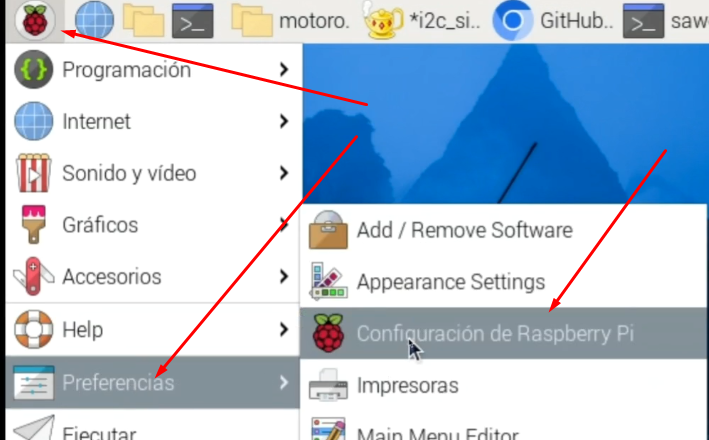 motoro. *i2c_si.. GitHub.. saw
Programación
Internet
Sonido y vídeo
Gráficos
Accesorios
Help
Preferencias
Ejecutar
Add / Remove Software
Appearance Settings
Configuración de Raspberry Pi
Impresoras
Main Menu Editor